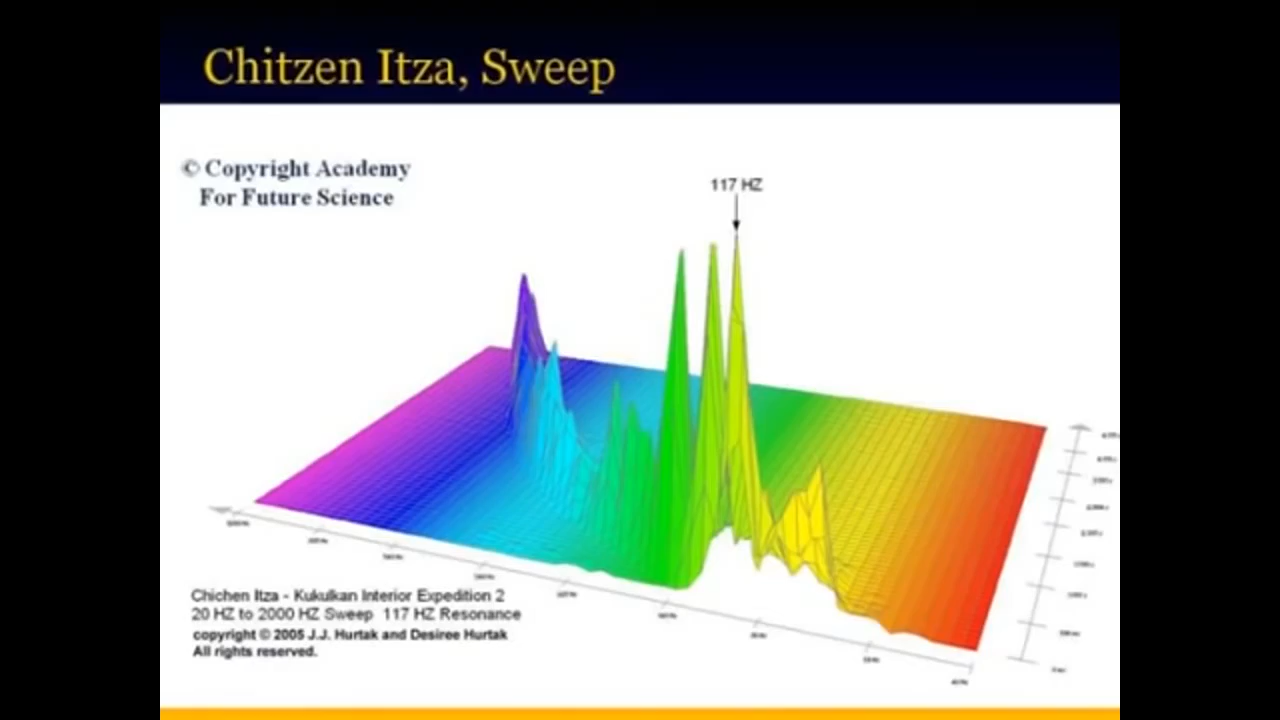 Chitzen Itza, Sweep
© Copyright Academy
For Future Science
117 HZ
Chichen Itza - Kukulkan Interior Expedition 2
20 HZ to 2000 HZ Sweep 117 HZ Resonance
copyright © 2005 J.J. Hurtak and Desiree Hurtak
All rights reserved.